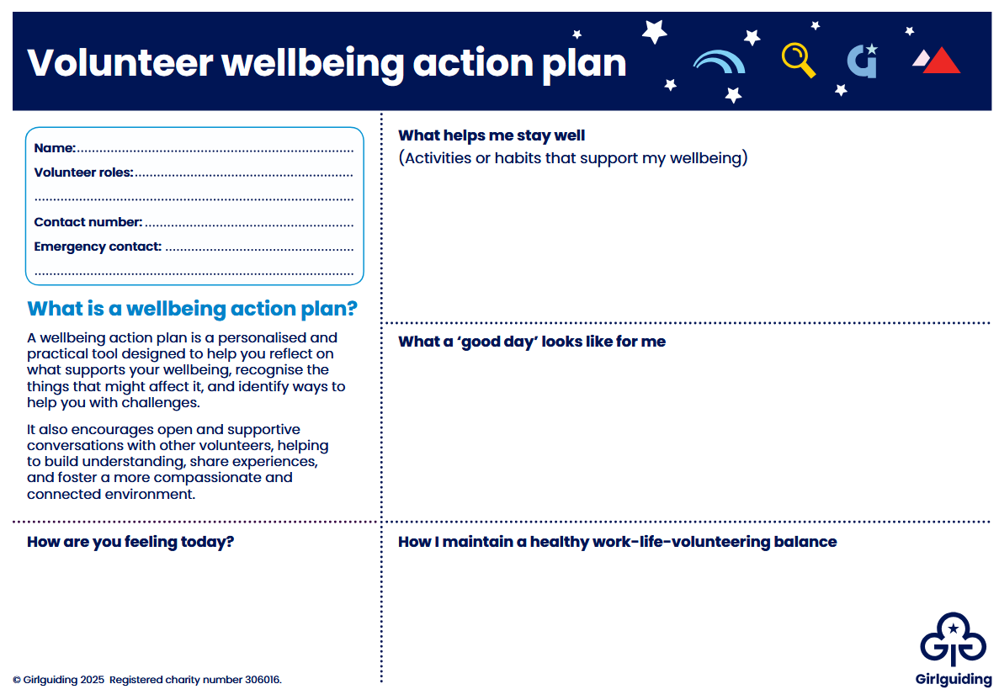 Volunteer wellbeing action plan
Name:
Volunteer roles:
Contact number:
Emergency contact:
What is a wellbeing action plan?
A wellbeing action plan is a personalised and
practical tool designed to help you reflect on
what supports your wellbeing, recognise the
things that might affect it, and identify ways to
help you with challenges.
It also encourages open and supportive
conversations with other volunteers, helping
to build understanding, share experiences,
and foster a more compassionate and
connected environment.
How are you feeling today?
What helps me stay well
(Activities or habits that support my wellbeing)
What a ‘good day’ looks like for me
How I maintain a healthy work-life-volunteering balance
© Girlguiding 2025 Registered charity number 306016.
Girlguiding